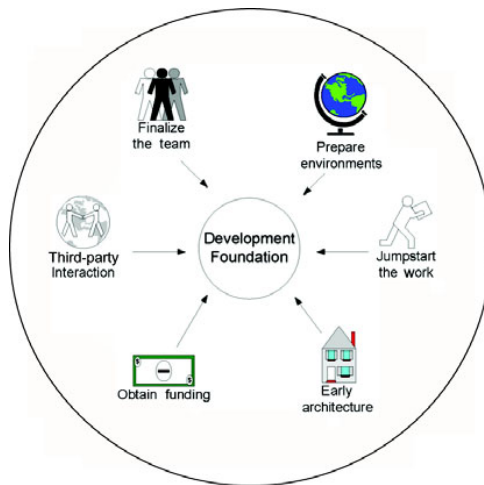 Finalize
the team
Prepare
environments
Third-party
Interaction
Development
Foundation
Jumpstart
the work
$
$
Obtain funding
Early
architecture